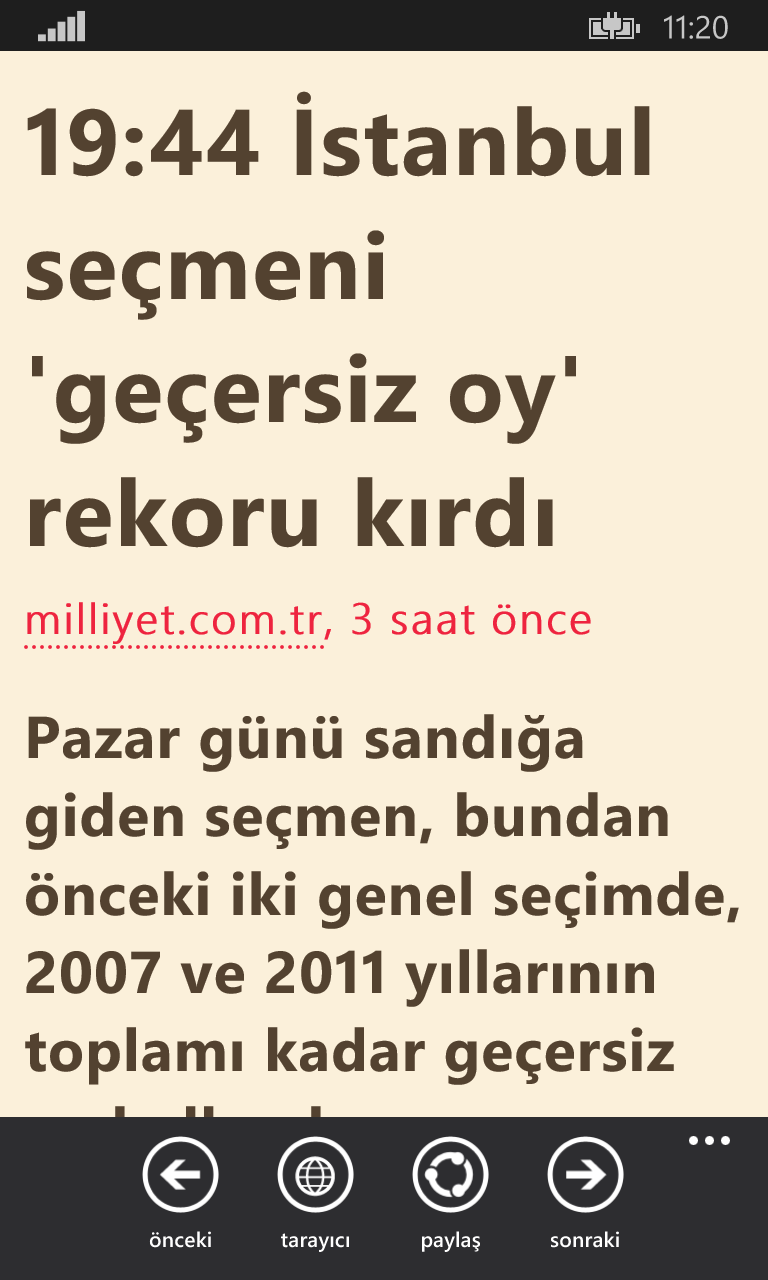 11:20
19:44 İstanbul
seçmeni
'geçersiz oy'
rekoru kırdı
milliyet.com.tr, 3 saat önce
Pazar günü sandığa
giden seçmen, bundan
önceki iki genel seçimde,
2007 ve 2011 yıllarının
toplamı kadar geçersiz
önceki
tarayıcı
paylaş
sonraki